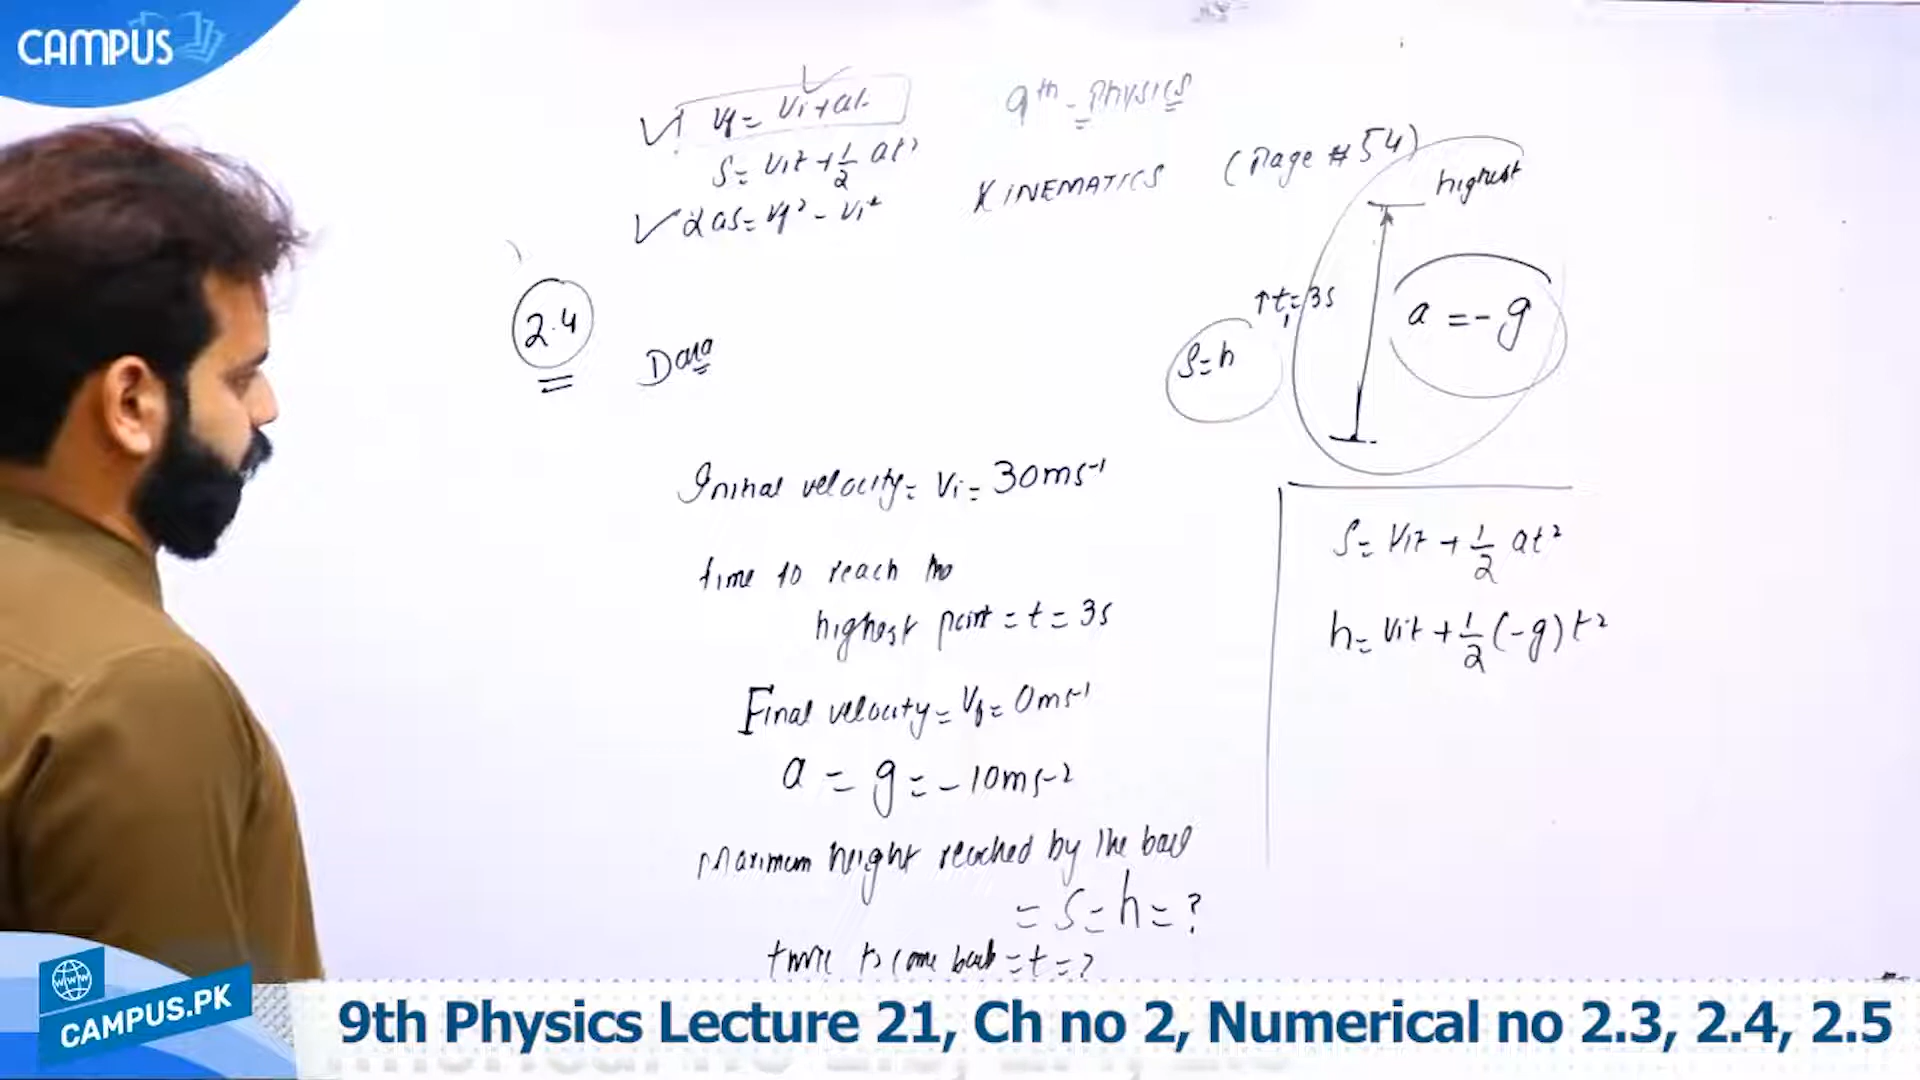 CAMPUS
Vf = Vi + at
9th - Physics
S = Vit + 1/2 at²
KINEMATICS (Page # 54)
2as = Vf² - Vi²
highest
2.4
Data
↑ t₁ = 3s
a = - g
S = h
Initial velocity = Vi = 30ms⁻¹
time to reach the
highest point = t = 3s
Final velocity = Vf = 0ms⁻¹
a = g = - 10ms⁻²
Maximum height reached by the ball
= S = h = ?
time to come back = t = ?
S = Vit + 1/2 at²
h = Vit + 1/2 (-g) t²
www
CAMPUS.PK
9th Physics Lecture 21, Ch no 2, Numerical no 2.3, 2.4, 2.5